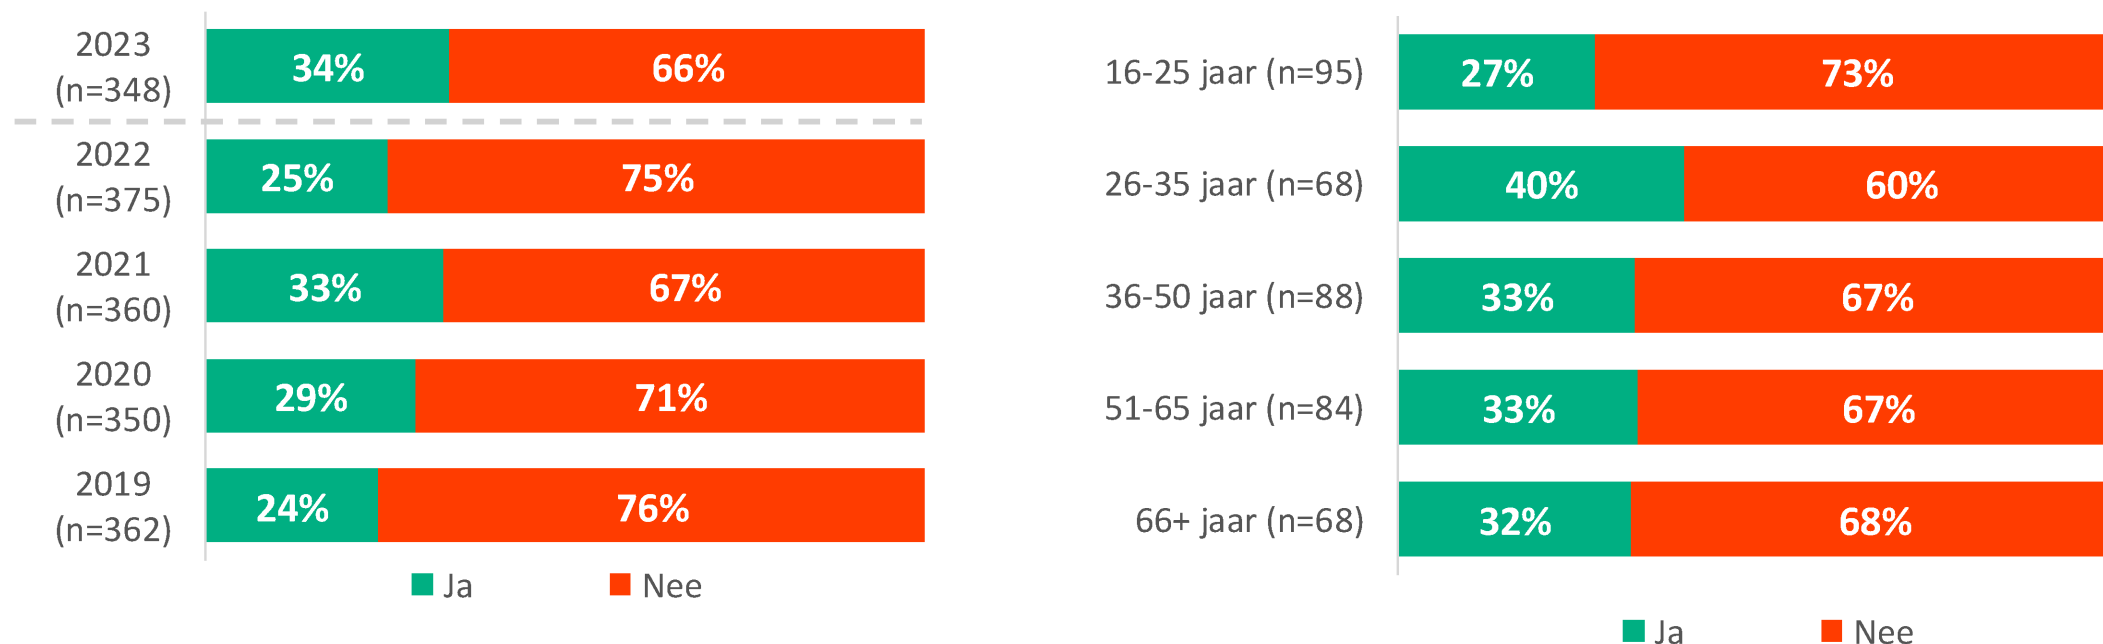 2023
(n=348)
34%
66%
2022
(n=375)
25%
75%
2021
(n=360)
33%
67%
2020
(n=350)
29%
71%
2019
(n=362)
24%
76%
Ja
Nee
16-25 jaar (n=95)
27%
73%
26-35 jaar (n=68)
40%
60%
36-50 jaar (n=88)
33%
67%
51-65 jaar (n=84)
33%
67%
66+ jaar (n=68)
32%
68%
Ja
Nee